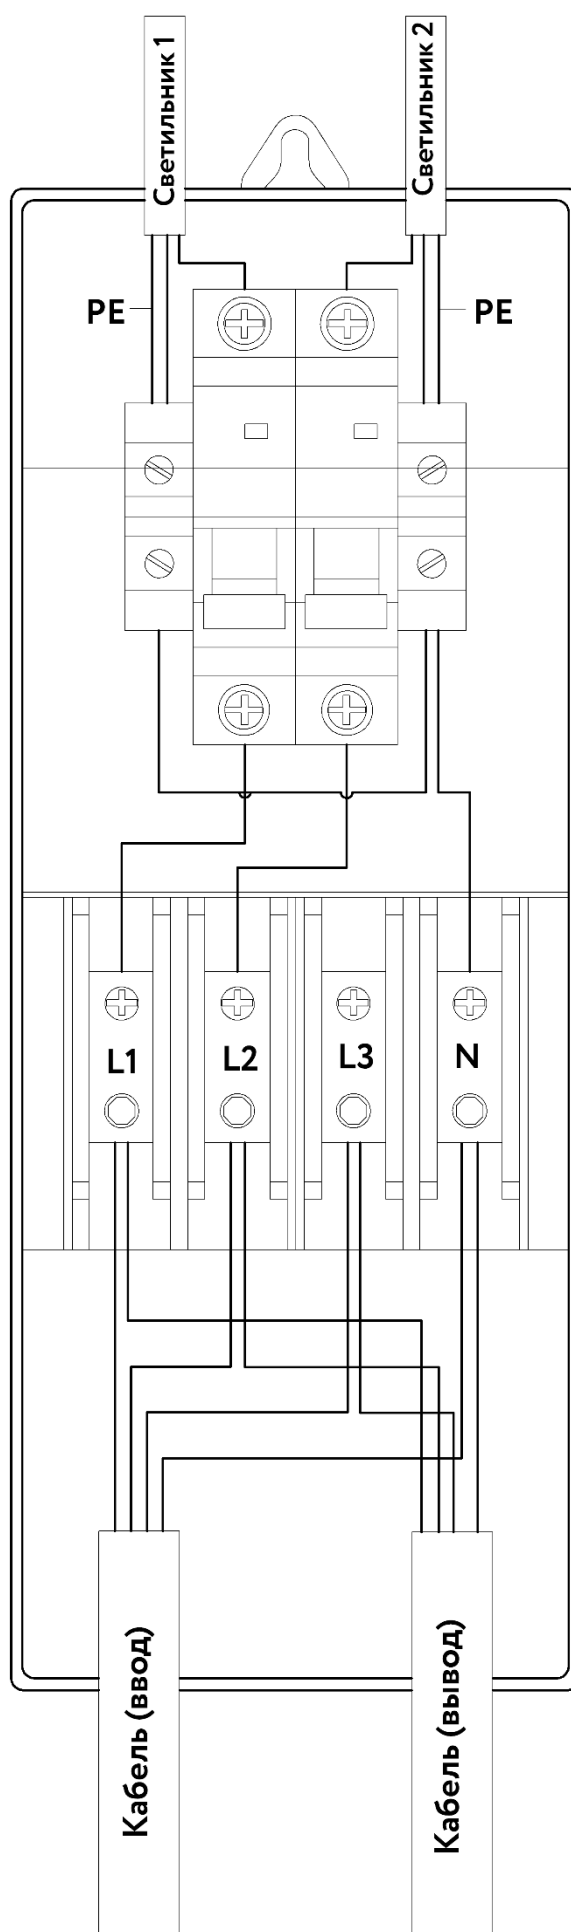 Светильник 1
Светильник 2
PE
PE
L1
L2
L3
N
Кабель (ввод)
Кабель (вывод)